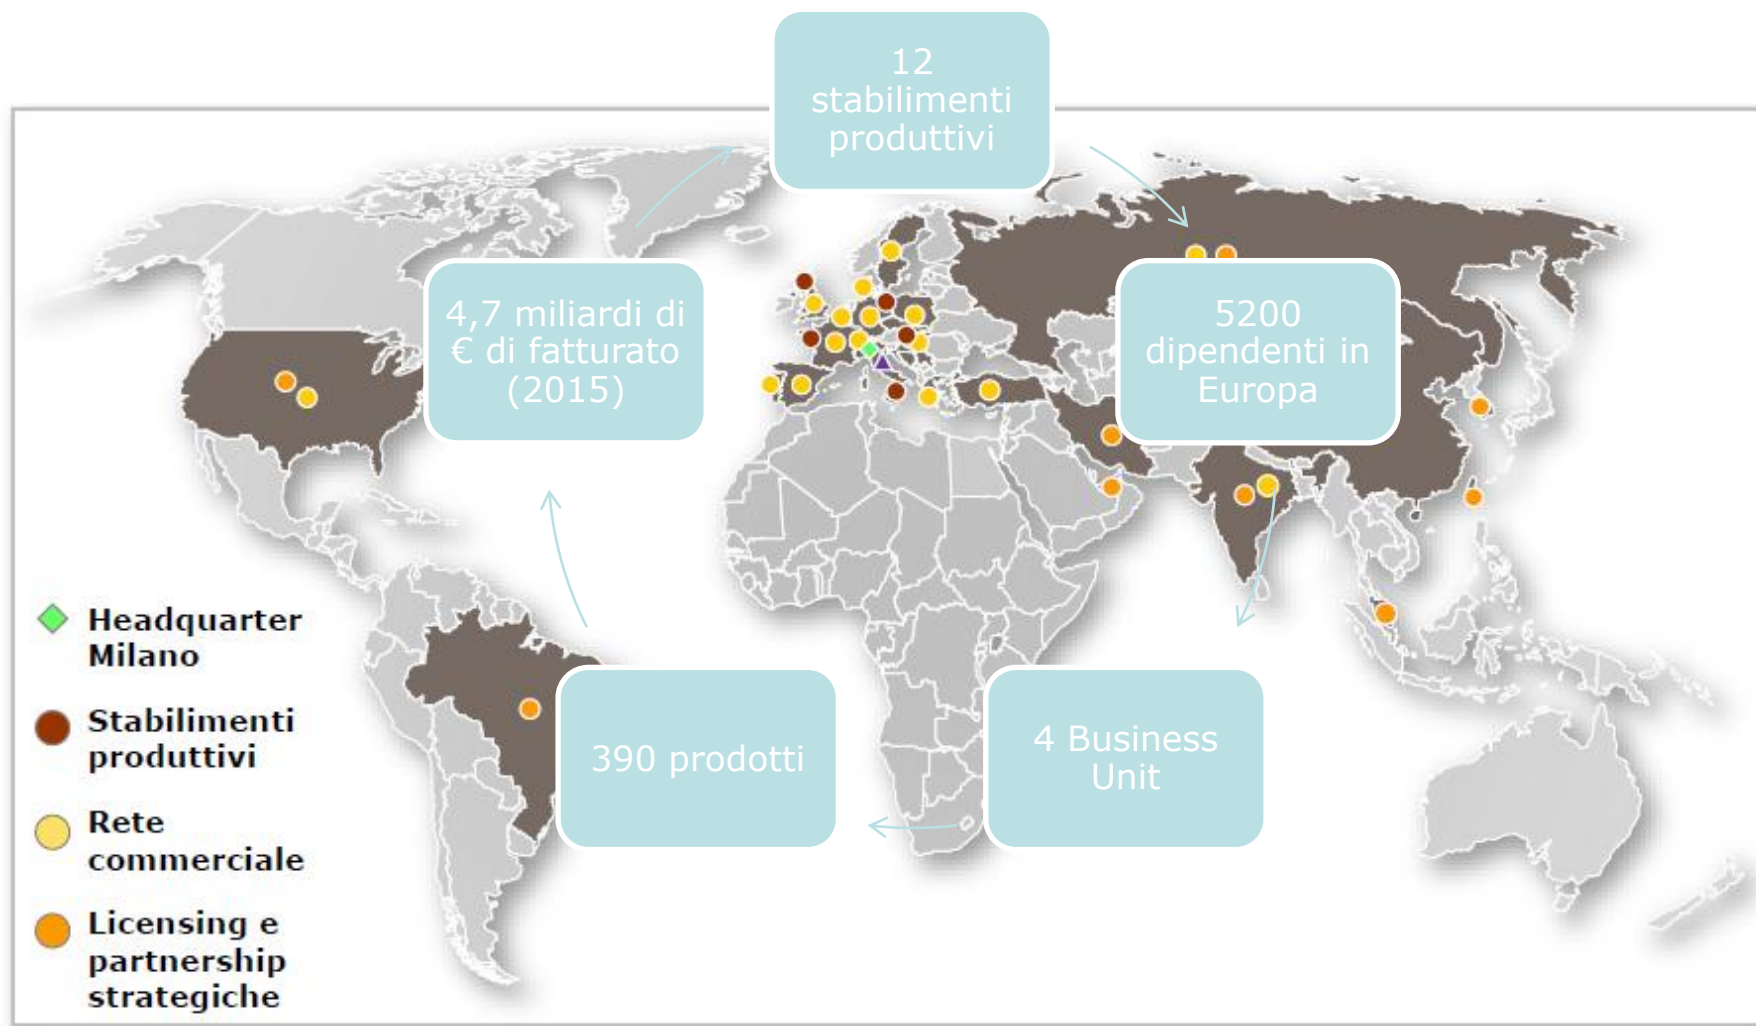 12
stabilimenti
produttivi
4,7 miliardi di
€ di fatturato
(2015)
5200
dipendenti in
Europa
390 prodotti
4 Business
Unit
Headquarter
Milano
Stabilimenti
produttivi
Rete
commerciale
Licensing e
partnership
strategiche